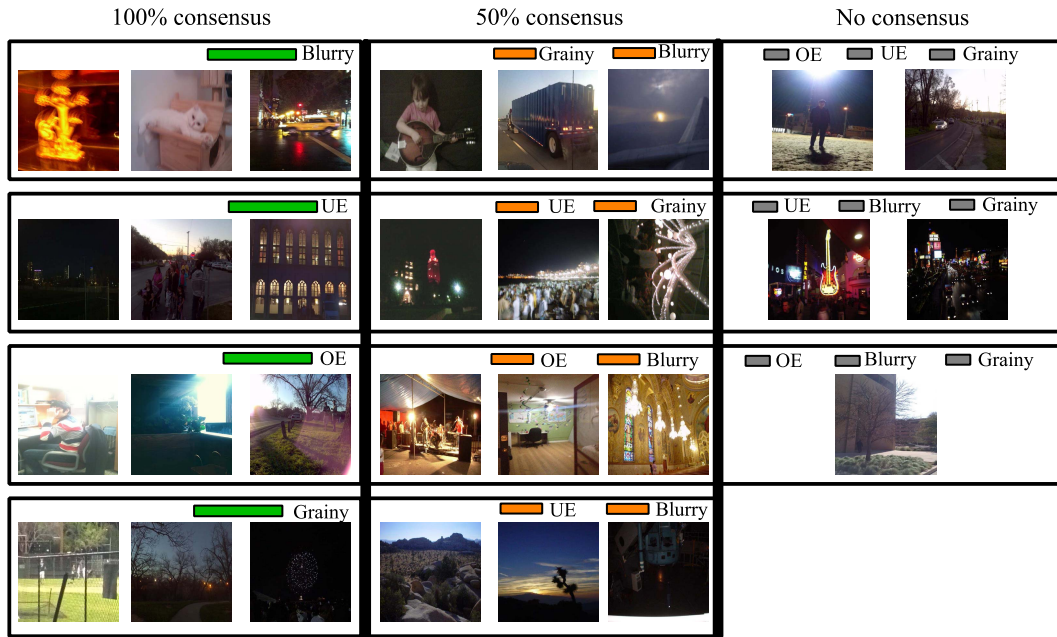 100% consensus
50% consensus
No consensus
Blurry
Grainy Blurry
OE UE Grainy
UE
UE Grainy
UE Blurry Grainy
OE
OE Blurry
OE Blurry Grainy
Grainy
UE Blurry